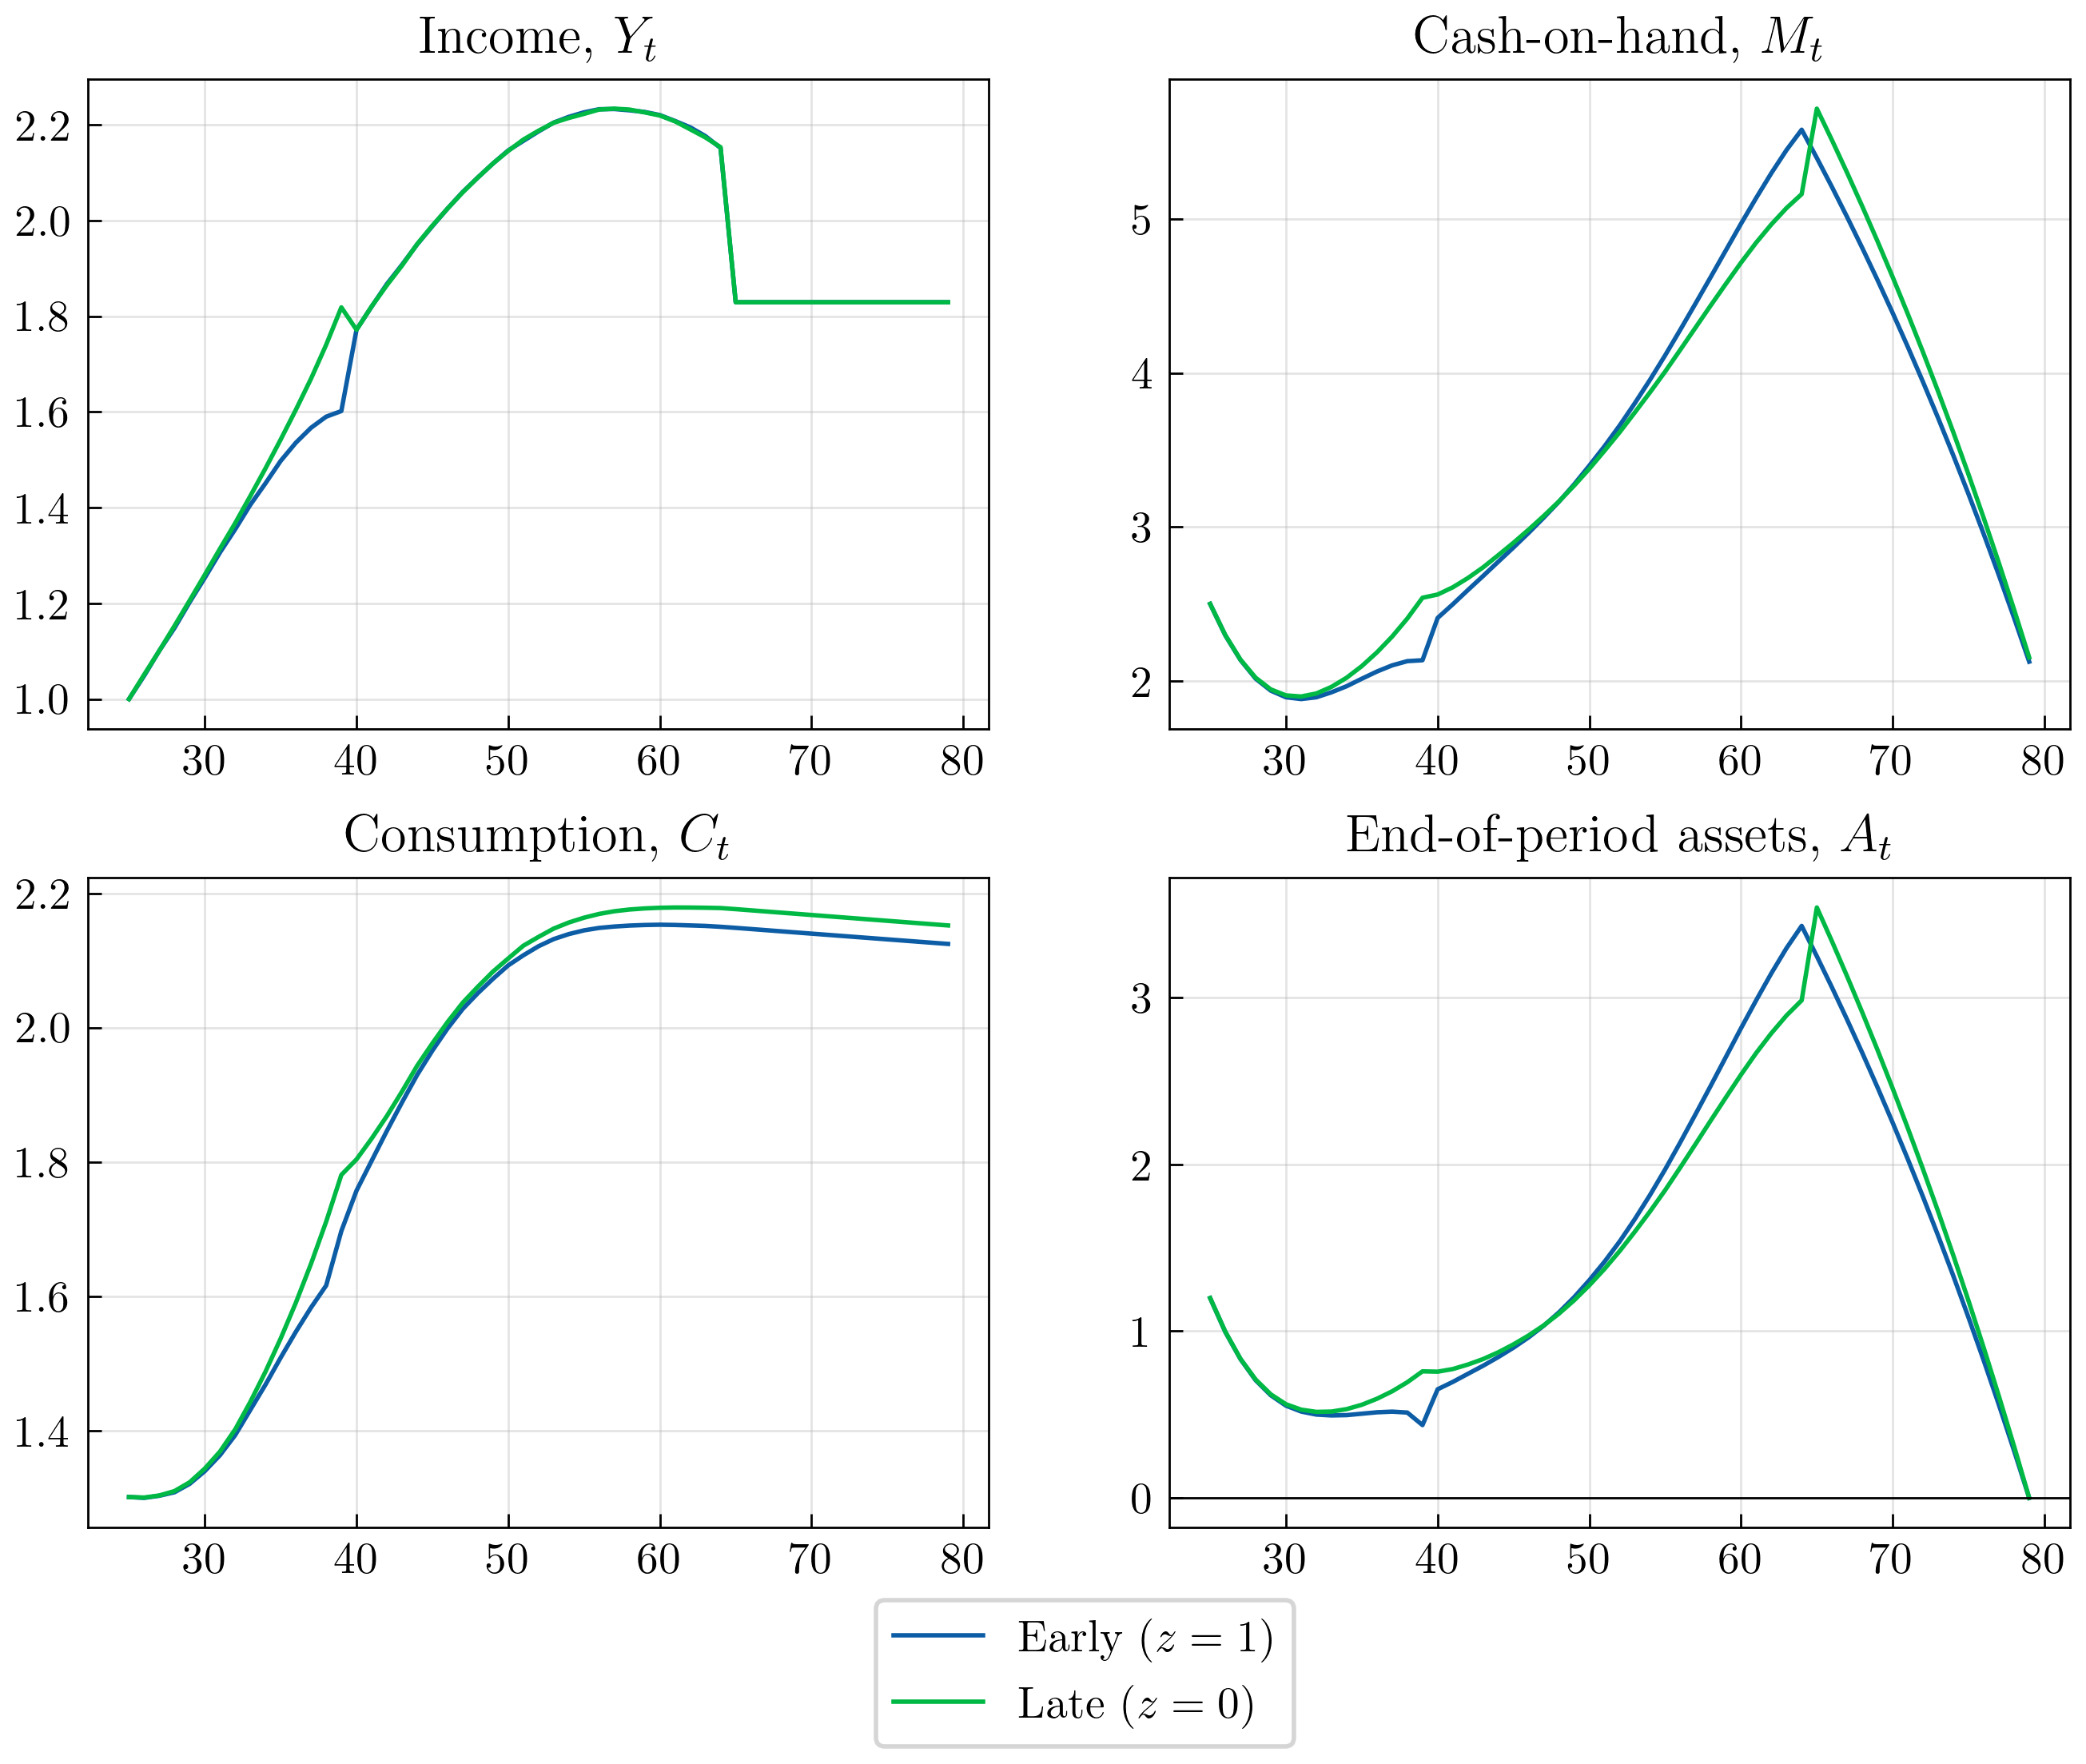 Income, Y_t
2.2
2.0
1.8
1.6
1.4
1.2
1.0
30 40 50 60 70 80
Cash-on-hand, M_t
5
4
3
2
30 40 50 60 70 80
Consumption, C_t
2.2
2.0
1.8
1.6
1.4
30 40 50 60 70 80
End-of-period assets, A_t
3
2
1
0
30 40 50 60 70 80
Early (z = 1)
Late (z = 0)